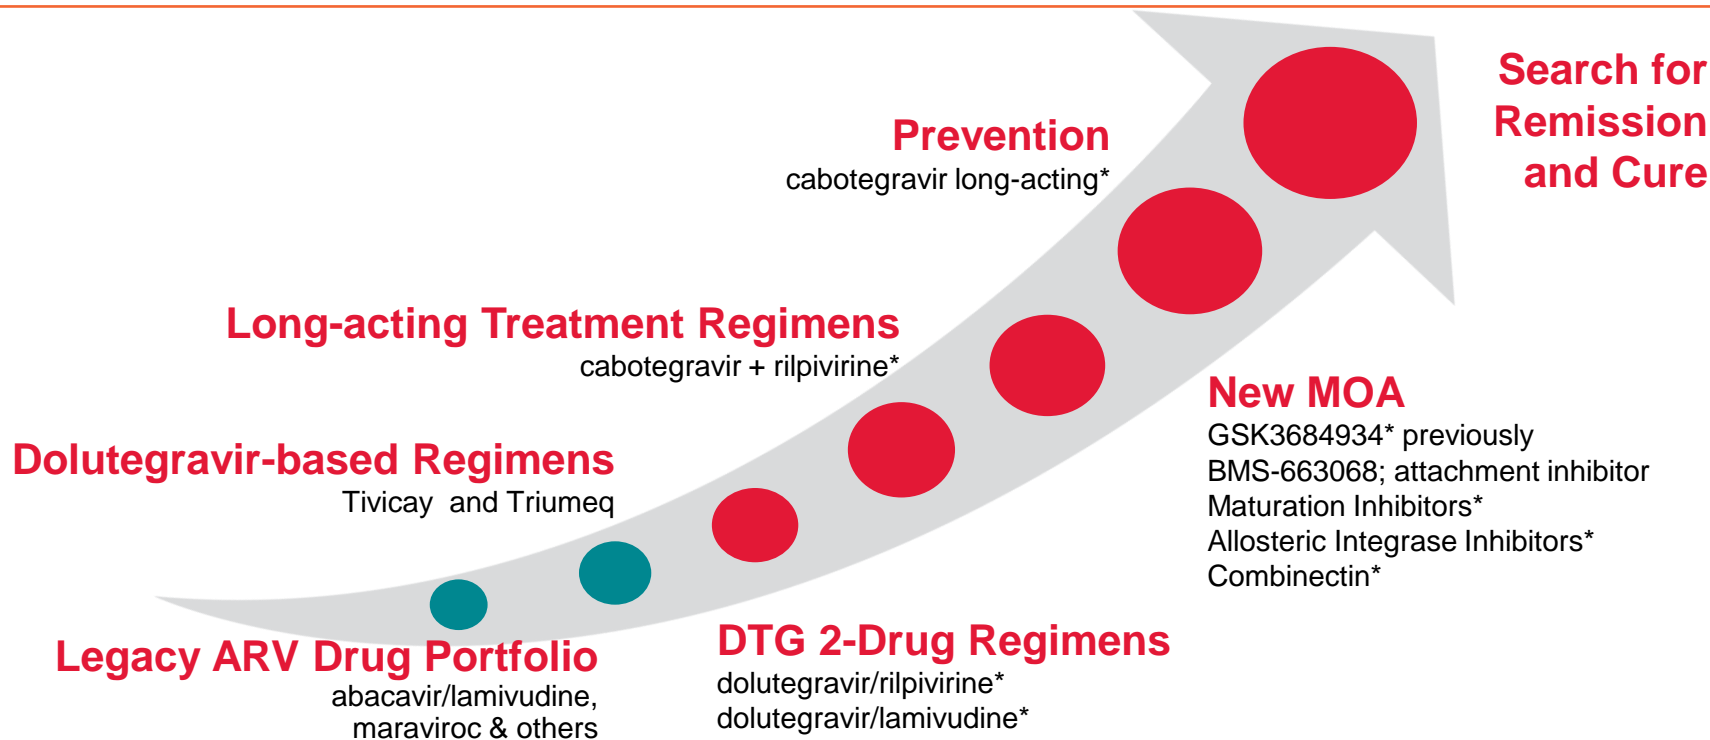 Search for
Remission
and Cure
Prevention
cabotegravir long-acting*
Long-acting Treatment Regimens
cabotegravir + rilpivirine*
New MOA
GSK3684934* previously
BMS-663068; attachment inhibitor
Maturation Inhibitors*
Allosteric Integrase Inhibitors*
Combinectin*
Dolutegravir-based Regimens
Tivicay and Triumeq
DTG 2-Drug Regimens
dolutegravir/rilpivirine*
dolutegravir/lamivudine*
Legacy ARV Drug Portfolio
abacavir/lamivudine,
maraviroc & others